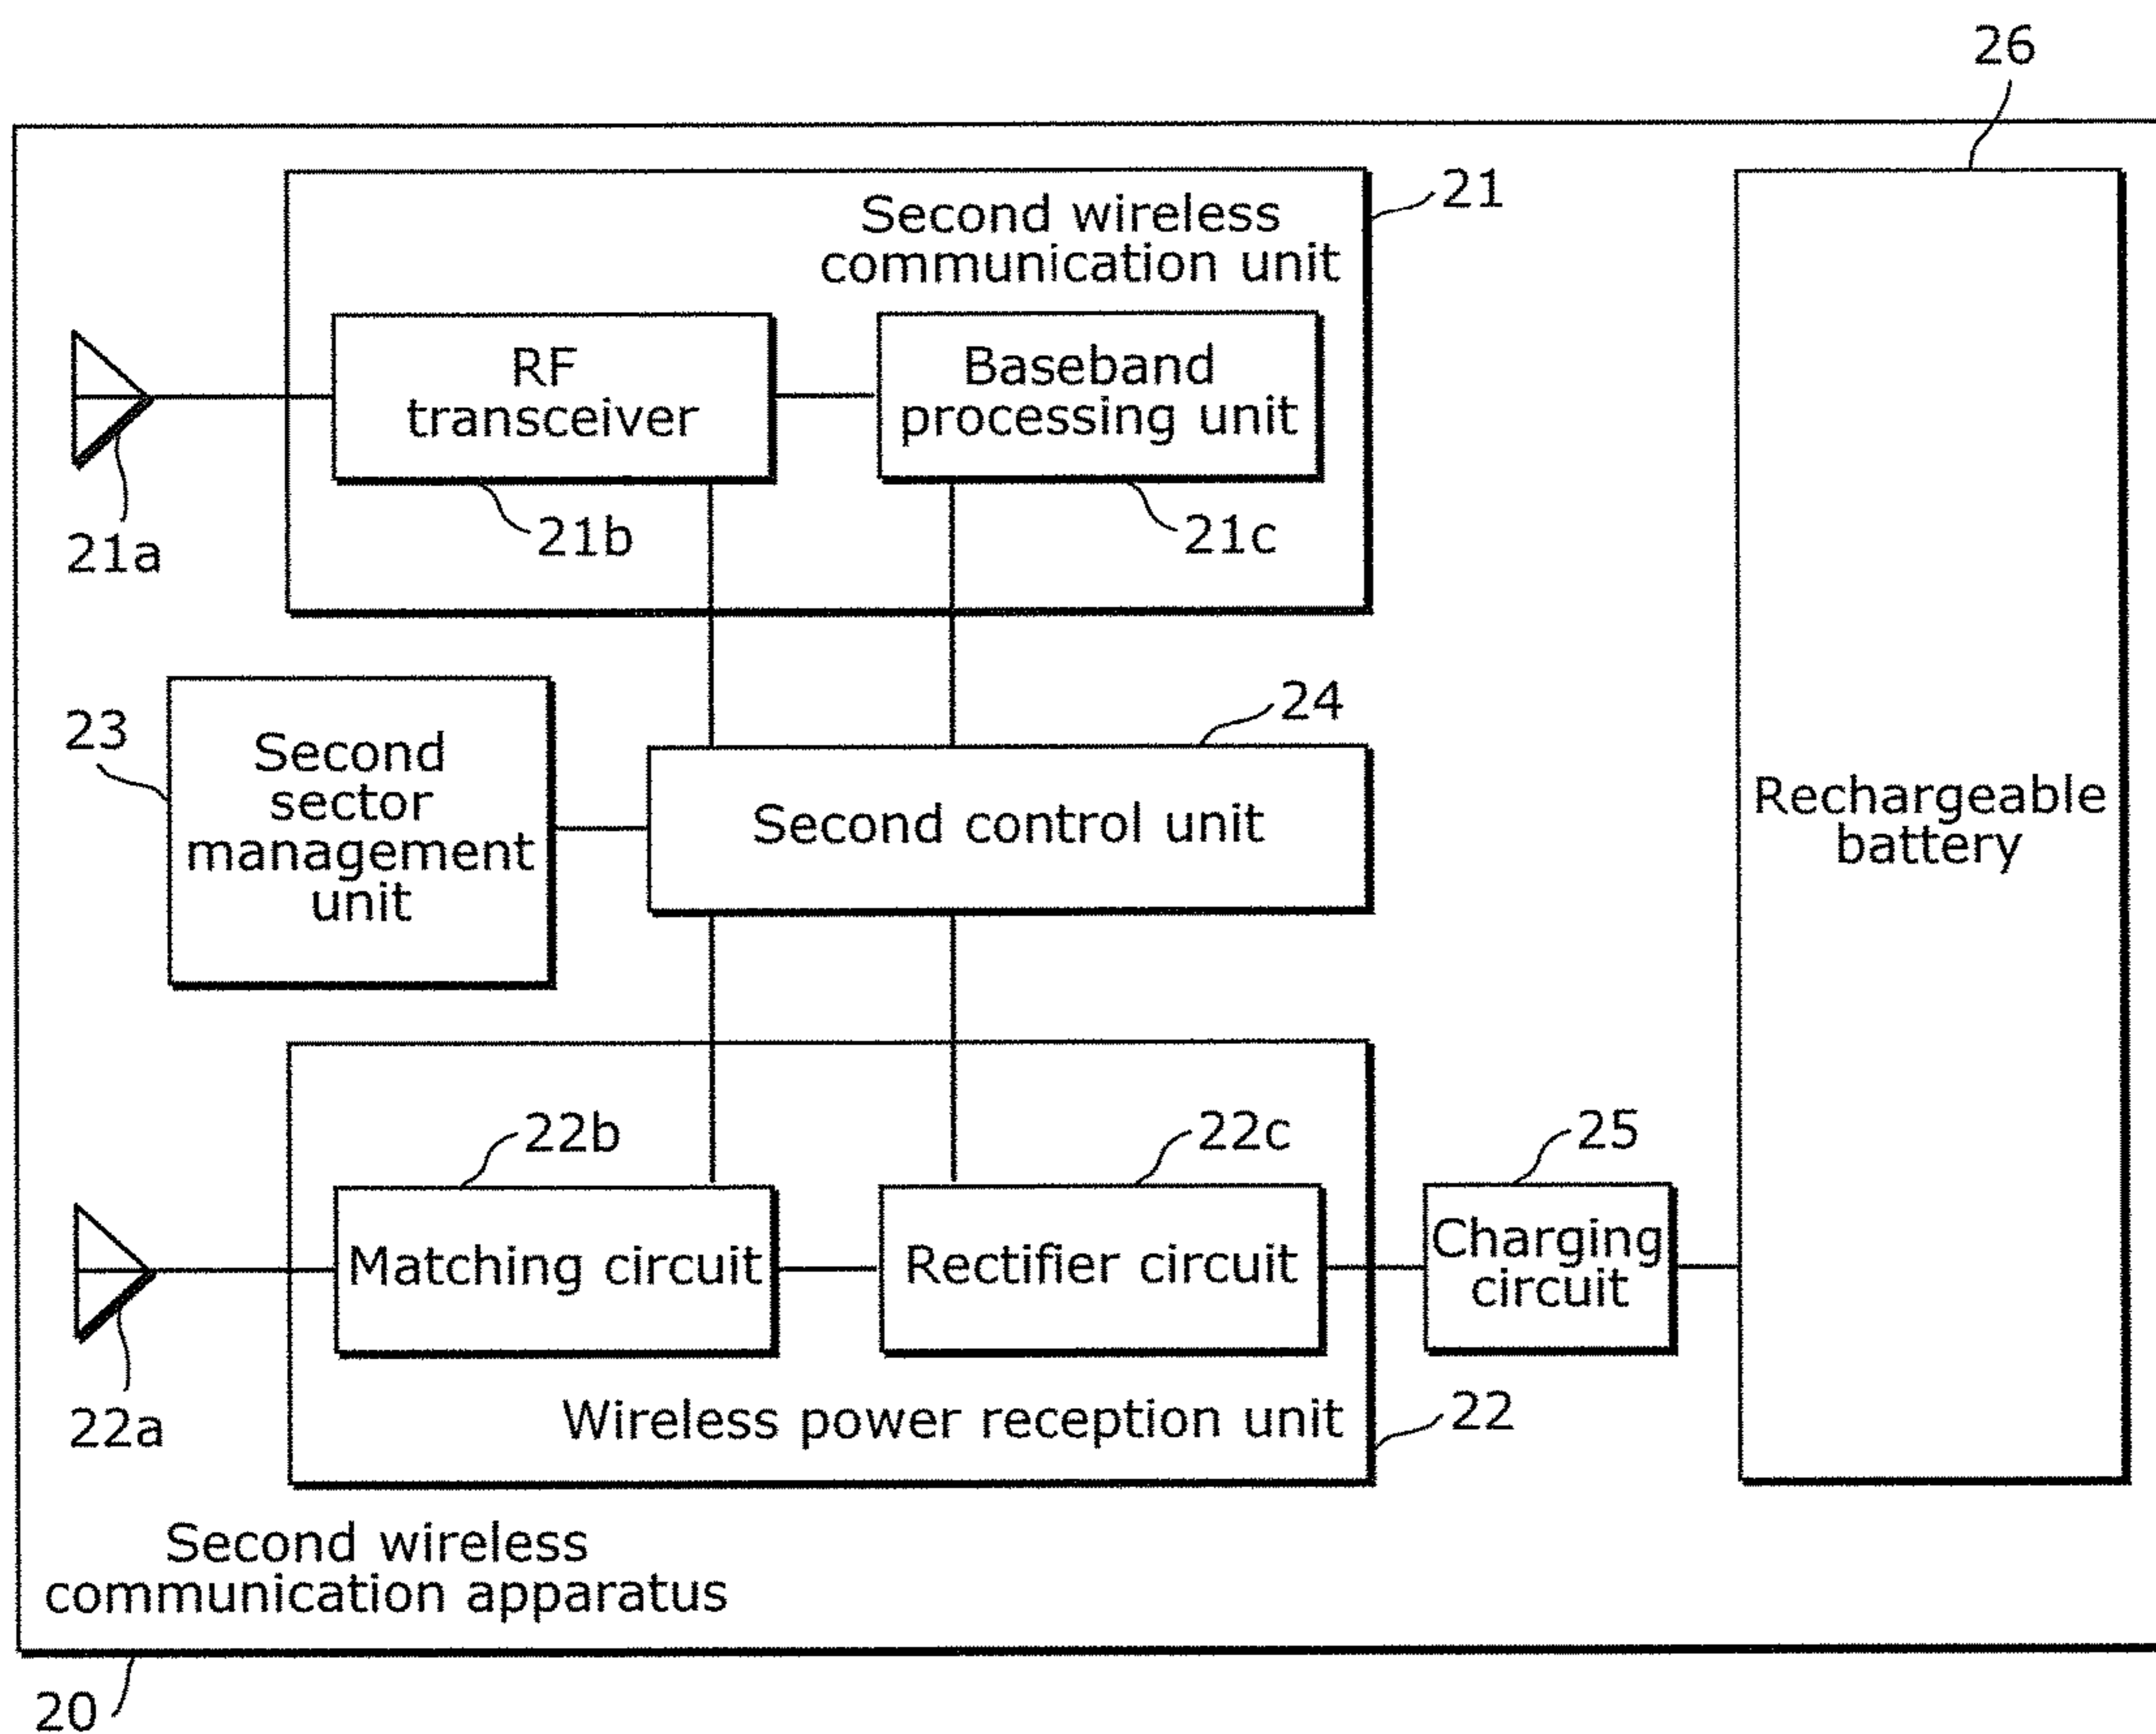 26
21
Second wireless
communication unit
RF
transceiver
Baseband
processing unit
21a
21b
21c
23
Second
sector
management
unit
24
Second control unit
Rechargeable
battery
22b
22c
25
Matching circuit
Rectifier circuit
Charging
circuit
22a
Wireless power reception unit
22
Second wireless
communication apparatus
20